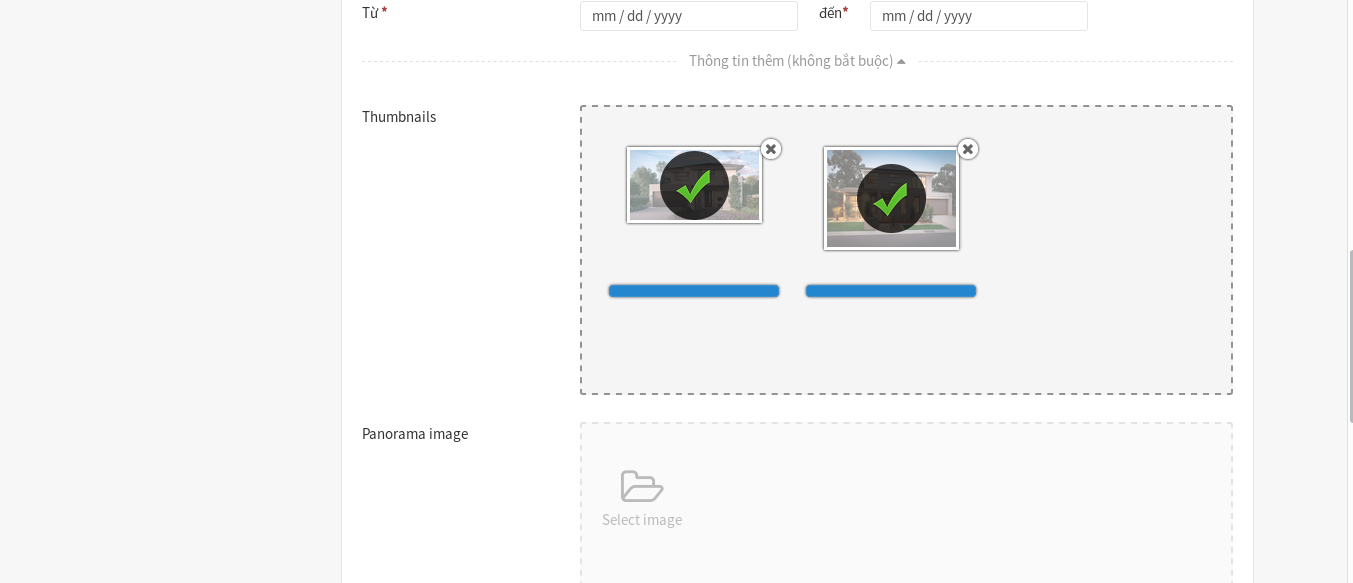 Từ * mm / dd / yyyy đến* mm / dd / yyyy
Thông tin thêm (không bắt buộc)
Thumbnails
Panorama image
Select image